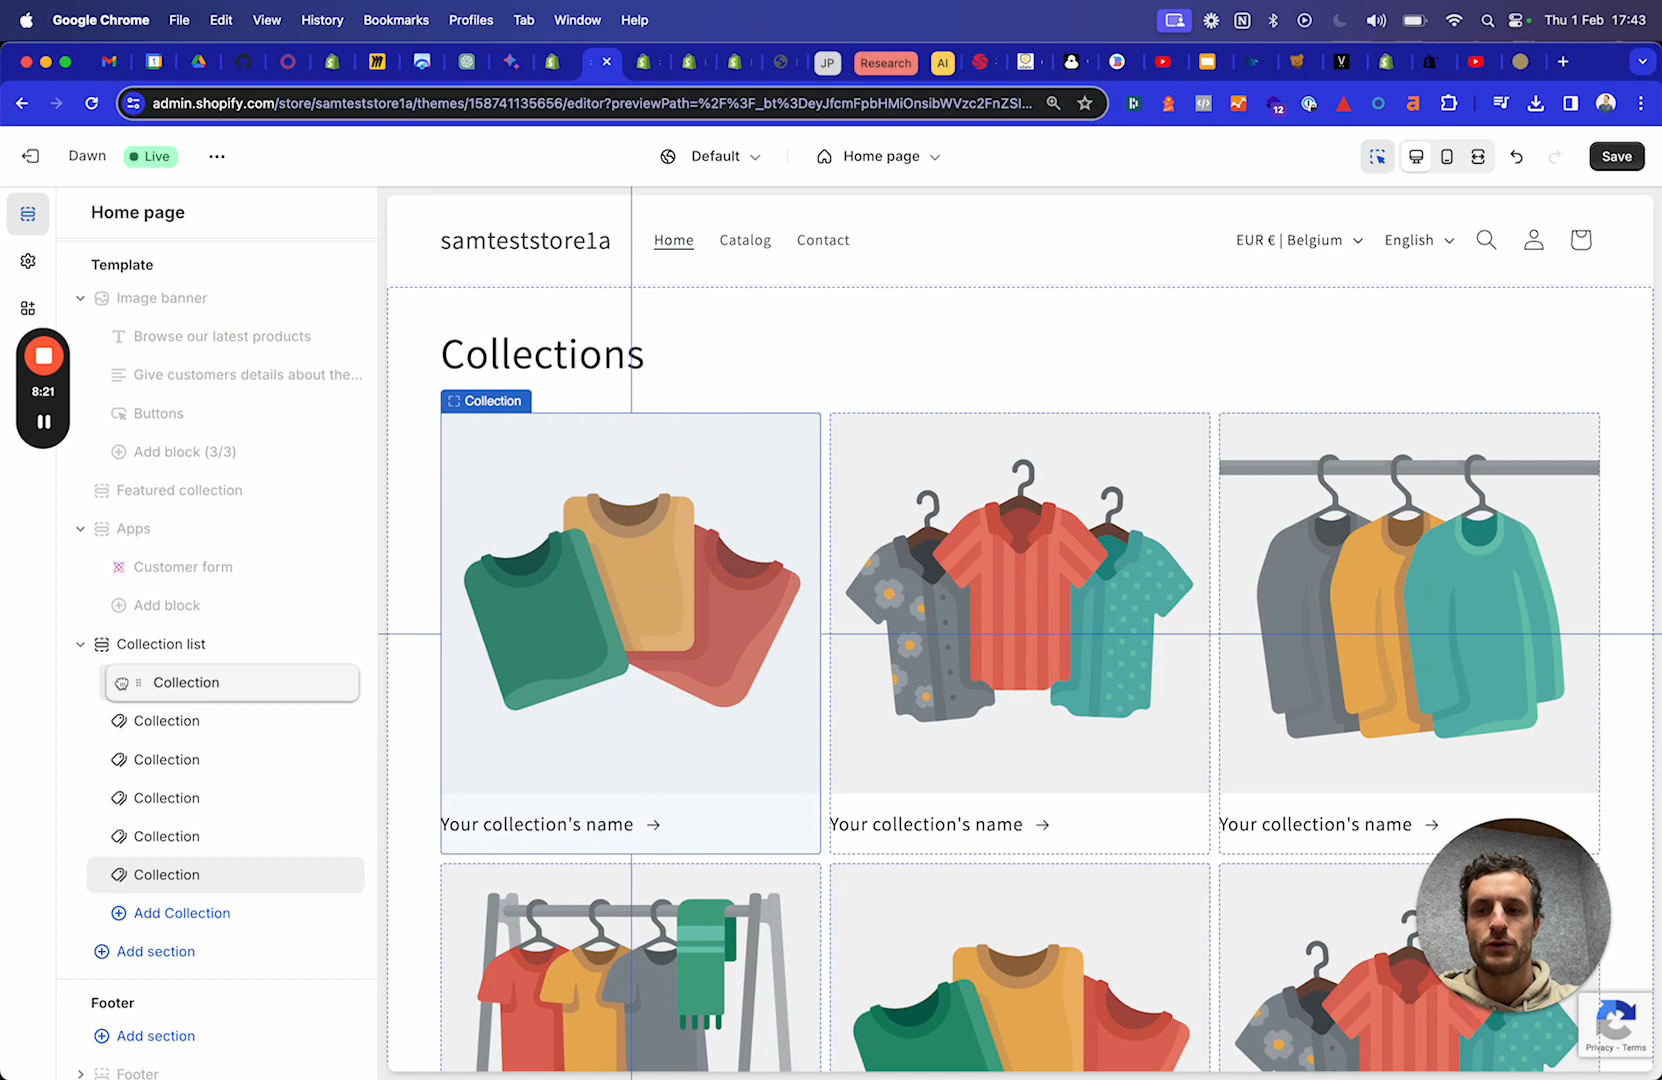 Google Chrome File Edit View History Bookmarks Profiles Tab Window Help Thu 1 Feb 17:43
JP Research AI
admin.shopify.com/store/samteststore1a/themes/158741135656/editor?previewPath=%2F%3F_bt%3DeyJfcmFpbHMiOnsibWVzc2FnZSI... 12
Dawn Live Default Home page Save
Home page
samteststore1a Home Catalog Contact EUR € | Belgium English
Template
Image banner
Browse our latest products
Give customers details about the...
Buttons
Add block (3/3)
Featured collection
Apps
Customer form
Add block
Collection list
Collection
Collection
Collection
Collection
Collection
Collection
Add Collection
Add section
Footer
Add section
Footer
8:21
Collections
Collection
Your collection's name
Your collection's name
Your collection's name
Privacy - Terms